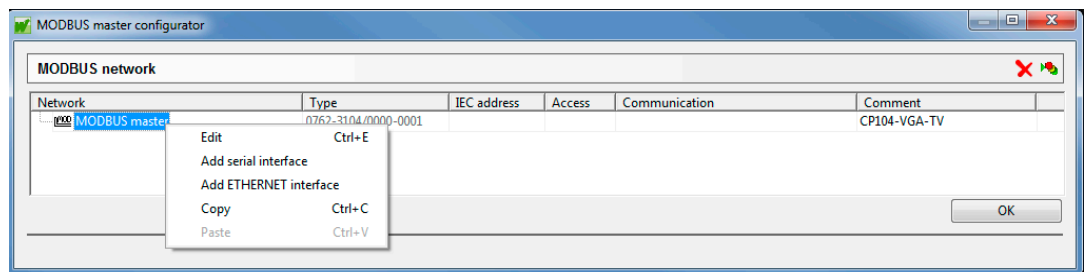 MODBUS master configurator
MODBUS network
Network Type IEC address Access Communication Comment
MODBUS master 0762-3104/0000-0001 CP104-VGA-TV
Edit Ctrl+E
Add serial interface
Add ETHERNET interface
Copy Ctrl+C
OK
Paste Ctrl+V